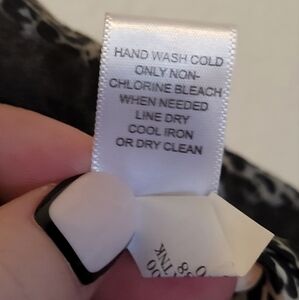 HAND WASH COLD
ONLY NON-
CHLORINE BLEACH
WHEN NEEDED
LINE DRY
COOL IRON
OR DRY CLEAN